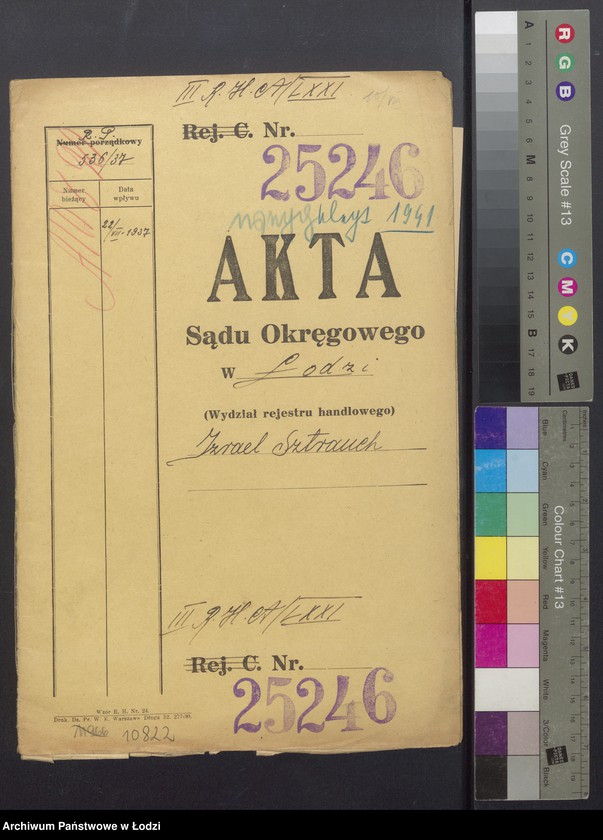 III R. H. A/LXXI
Rej. C. Nr.
25246
R. P.
Numer porządkowy
536/37
Numer bieżący
Data wpływu
22/VII-1937
1941
AKTA
Sądu Okręgowego
w Łodzi
(Wydział rejestru handlowego)
Izrael Sztrauch
III R. H. A/LXXI
Rej. C. Nr.
25246
Wzór R. H. Nr. 24.
10822
R
G
B
Grey Scale #13
C
M
Y
K
A
1
2
3
4
5
6
M
8
9
10
11
12
13
14
15
B
17
18
19
Colour Chart #13
Blue
Cyan
Green
Yellow
Red
Magenta
White
3/Color
Black
Archiwum Państwowe w Łodzi